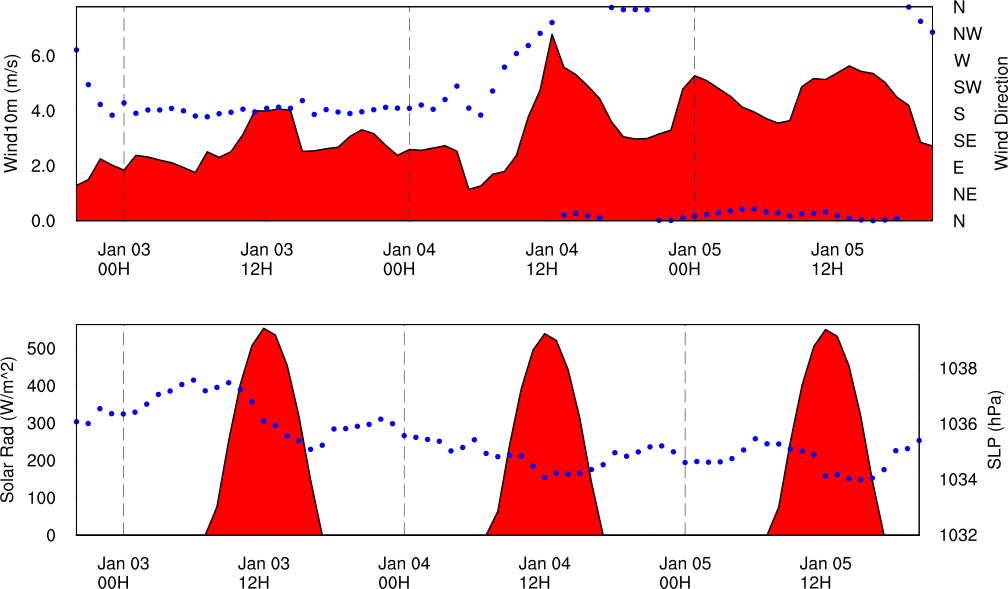 Wind10m (m/s)
6.0
4.0
2.0
0.0
N
NW
W
SW
S
SE
E
NE
N
Wind Direction
Jan 03
00H
Jan 03
12H
Jan 04
00H
Jan 04
12H
Jan 05
00H
Jan 05
12H
Solar Rad (W/m^2)
500
400
300
200
100
0
1038
1036
1034
1032
SLP (hPa)
Jan 03
00H
Jan 03
12H
Jan 04
00H
Jan 04
12H
Jan 05
00H
Jan 05
12H